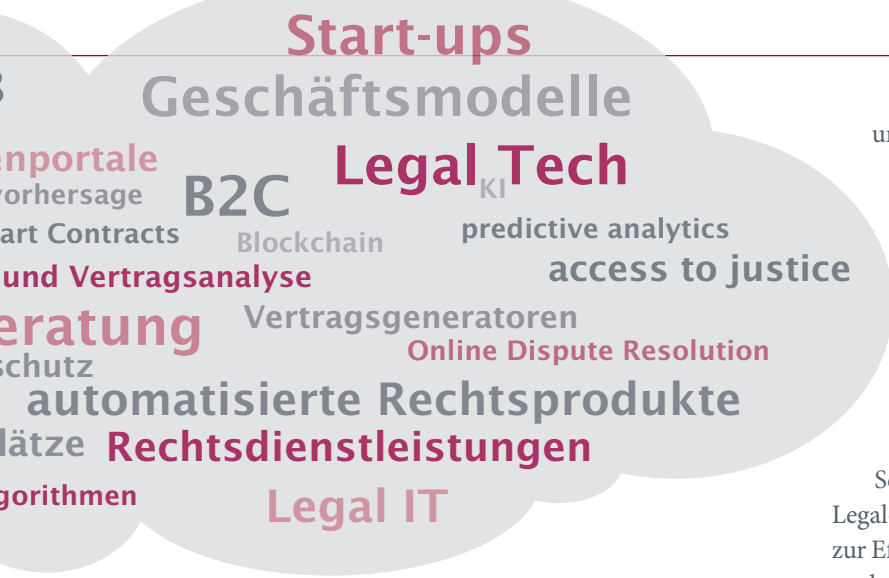 Start-ups
Geschäftsmodelle
enportale
Legal Tech
KI
vorhersage
B2C
art Contracts
Blockchain
predictive analytics
und Vertragsanalyse
access to justice
eratung
Vertragsgeneratoren
schutz
Online Dispute Resolution
automatisierte Rechtsprodukte
lätze
Rechtsdienstleistungen
gorithmen
Legal IT
Legal
zur Ef